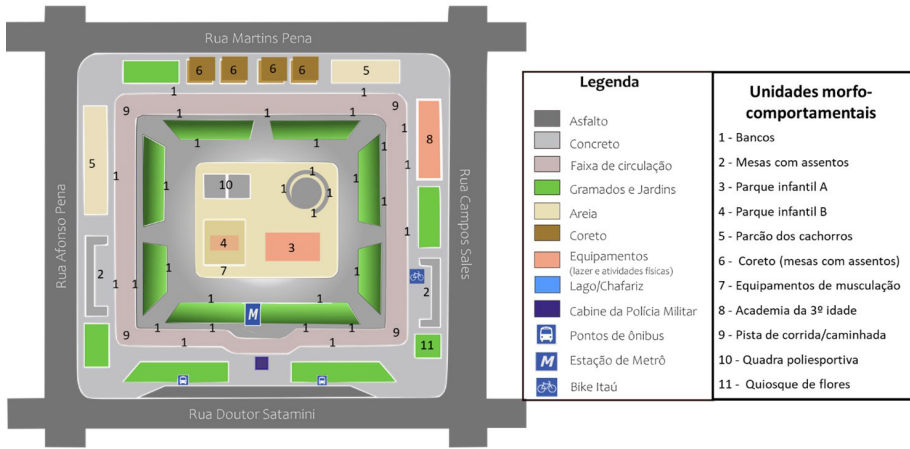 Rua Martins Pena
Rua Afonso Pena
Rua Campos Sales
Rua Doutor Satamini
6 6 6 6
5
1 1
9 9
1 1 1 1
1
1 1
8
5
1 1
10
1
1 1
1
1 1
1 1
4 3
7
2
2
1 1 1
1 1
M
9 1 1 1 1 9
1 1
11
Legenda
Asfalto
Concreto
Faixa de circulação
Gramados e Jardins
Areia
Coreto
Equipamentos
(lazer e atividades físicas)
Lago/Chafariz
Cabine da Polícia Militar
Pontos de ônibus
M Estação de Metrô
Bike Itaú
Unidades morfo-
comportamentais
1 - Bancos
2 - Mesas com assentos
3 - Parque infantil A
4 - Parque infantil B
5 - Parcão dos cachorros
6 - Coreto (mesas com assentos)
7 - Equipamentos de musculação
8 - Academia da 3º idade
9 - Pista de corrida/caminhada
10 - Quadra poliesportiva
11 - Quiosque de flores